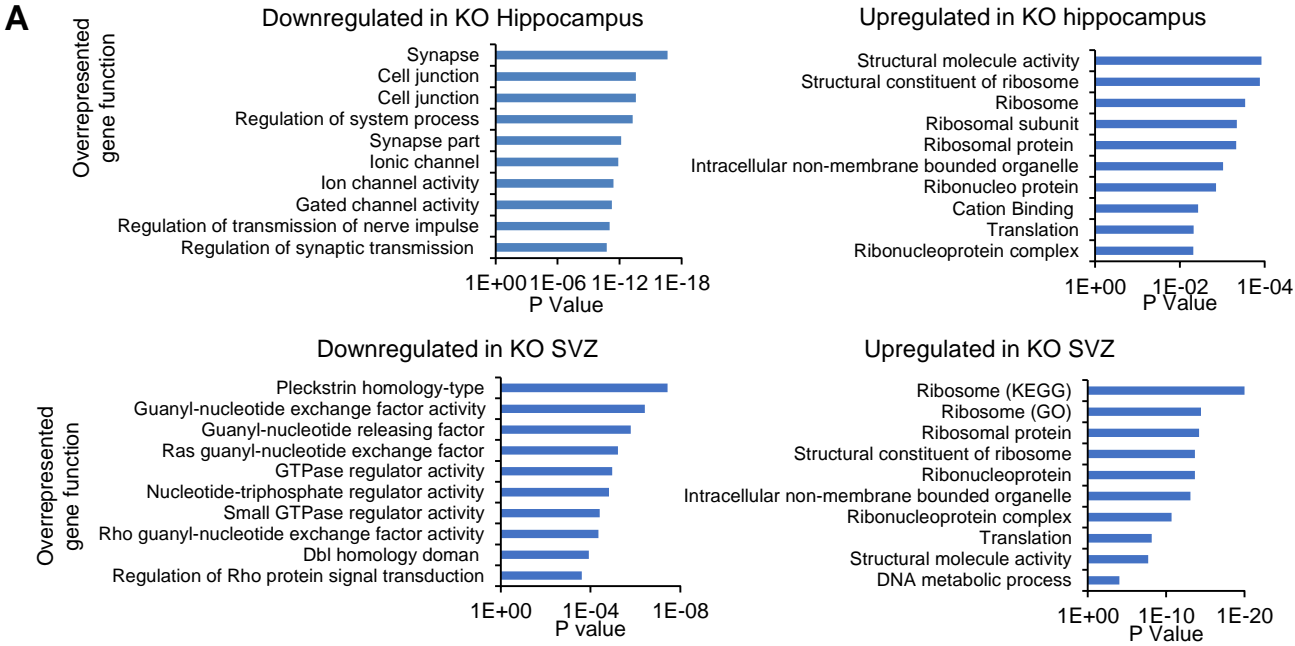 A
Downregulated in KO Hippocampus
Overrepresented
gene function
Synapse
Cell junction
Cell junction
Regulation of system process
Synapse part
Ionic channel
Ion channel activity
Gated channel activity
Regulation of transmission of nerve impulse
Regulation of synaptic transmission
1E+00 1E-06 1E-12 1E-18
P Value
Upregulated in KO hippocampus
Structural molecule activity
Structural constituent of ribosome
Ribosome
Ribosomal subunit
Ribosomal protein
Intracellular non-membrane bounded organelle
Ribonucleo protein
Cation Binding
Translation
Ribonucleoprotein complex
1E+00 1E-02 1E-04
P Value
Downregulated in KO SVZ
Overrepresented
gene function
Pleckstrin homology-type
Guanyl-nucleotide exchange factor activity
Guanyl-nucleotide releasing factor
Ras guanyl-nucleotide exchange factor
GTPase regulator activity
Nucleotide-triphosphate regulator activity
Small GTPase regulator activity
Rho guanyl-nucleotide exchange factor activity
Dbl homology doman
Regulation of Rho protein signal transduction
1E+00 1E-04 1E-08
P value
Upregulated in KO SVZ
Ribosome (KEGG)
Ribosome (GO)
Ribosomal protein
Structural constituent of ribosome
Ribonucleoprotein
Intracellular non-membrane bounded organelle
Ribonucleoprotein complex
Translation
Structural molecule activity
DNA metabolic process
1E+00 1E-10 1E-20
P Value